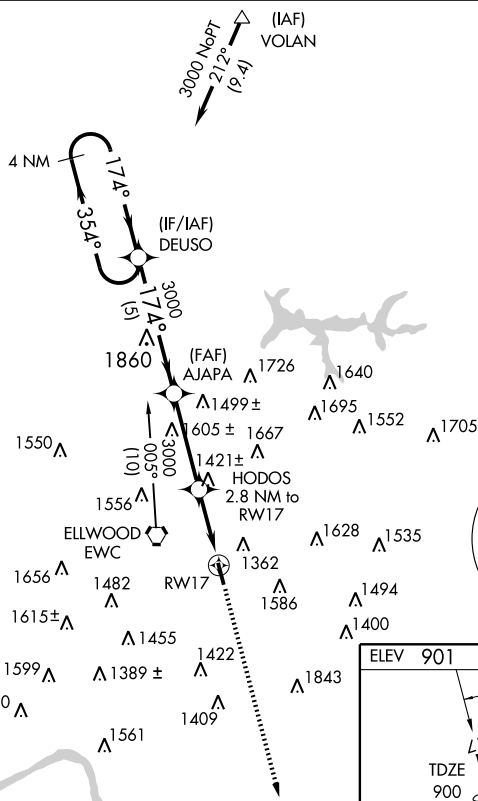 (IAF)
VOLAN
3000 NoPT
212°
(9.4)
4 NM
174°
354°
(IF/IAF)
DEUSO
3000
174°
(5)
1860
(FAF)
AJAPA
1726
1640
1499 ±
1695
1552
1705
1605 ±
1550
1667
3000
005°
(10)
1421±
HODOS
2.8 NM to
RW17
1556
ELLWOOD
EWC
1628
1535
1362
1656
RW17
1482
1586
1494
1615±
1400
1455
1422
1599
1389 ±
1843
0
1409
1561
ELEV 901
TDZE
900